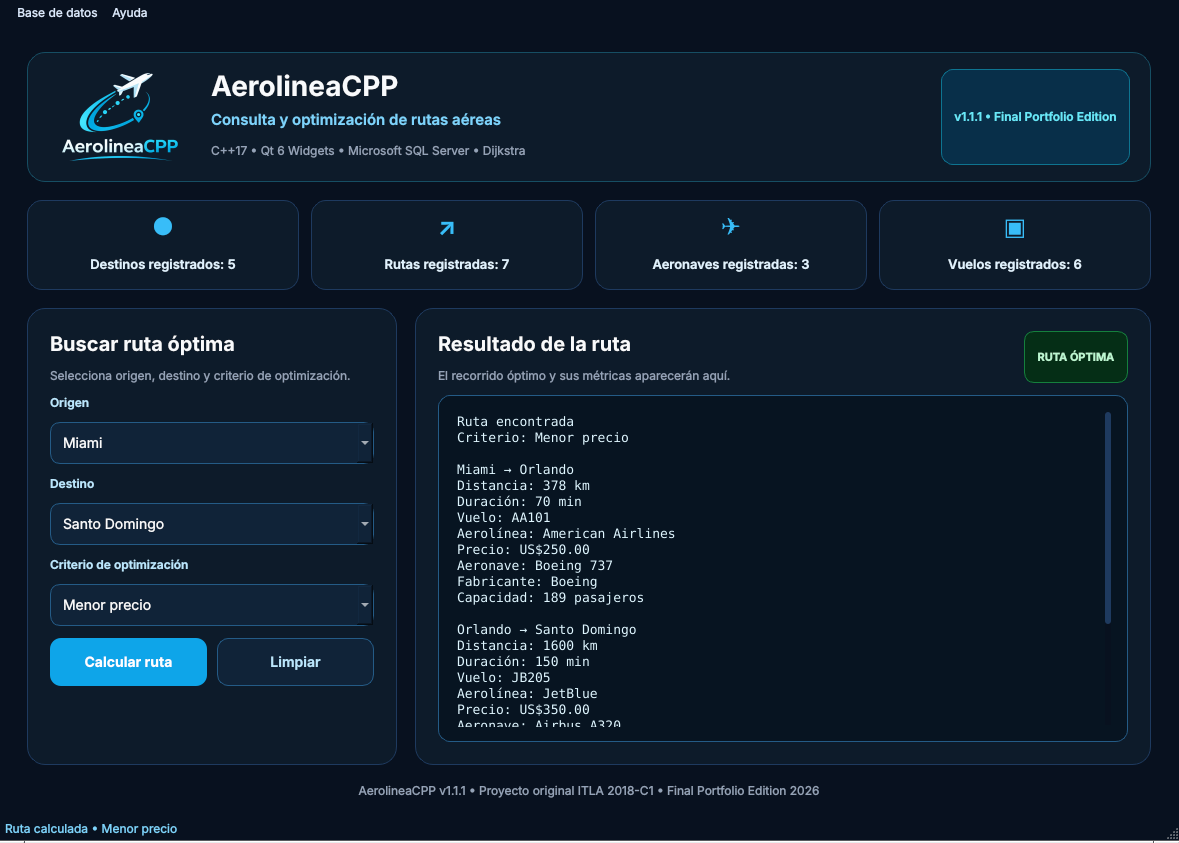 Base de datos Ayuda
AerolineaCPP
AerolineaCPP
Consulta y optimización de rutas aéreas
C++17 • Qt 6 Widgets • Microsoft SQL Server • Dijkstra
v1.1.1 • Final Portfolio Edition
Destinos registrados: 5
Rutas registradas: 7
Aeronaves registradas: 3
Vuelos registrados: 6
Buscar ruta óptima
Selecciona origen, destino y criterio de optimización.
Origen
Miami
Destino
Santo Domingo
Criterio de optimización
Menor precio
Calcular ruta
Limpiar
Resultado de la ruta
El recorrido óptimo y sus métricas aparecerán aquí.
RUTA ÓPTIMA
Ruta encontrada
Criterio: Menor precio
Miami → Orlando
Distancia: 378 km
Duración: 70 min
Vuelo: AA101
Aerolínea: American Airlines
Precio: US$250.00
Aeronave: Boeing 737
Fabricante: Boeing
Capacidad: 189 pasajeros
Orlando → Santo Domingo
Distancia: 1600 km
Duración: 150 min
Vuelo: JB205
Aerolínea: JetBlue
Precio: US$350.00
Aeronave: Airbus A320
AerolineaCPP v1.1.1 • Proyecto original ITLA 2018-C1 • Final Portfolio Edition 2026
Ruta calculada • Menor precio